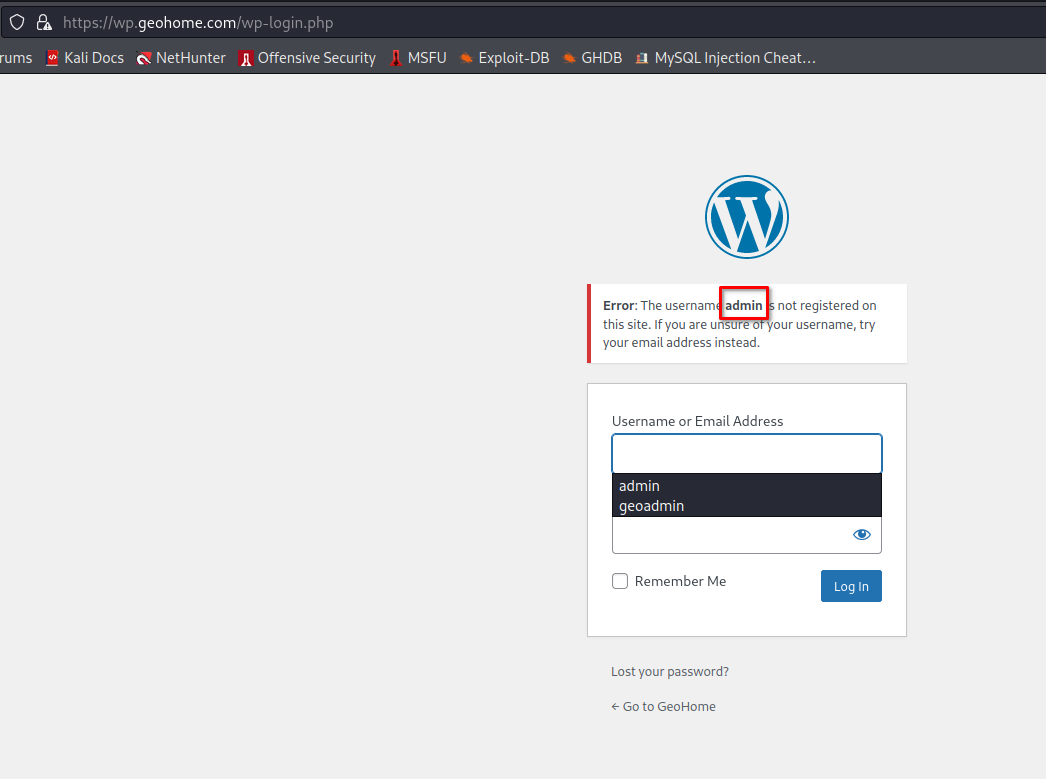 https://wp.geohome.com/wp-login.php
rums Kali Docs NetHunter Offensive Security MSFU Exploit-DB GHDB MySQL Injection Cheat…
W
Error: The username admin is not registered on
this site. If you are unsure of your username, try
your email address instead.
Username or Email Address
admin
geoadmin
Remember Me
Log In
Lost your password?
← Go to GeoHome